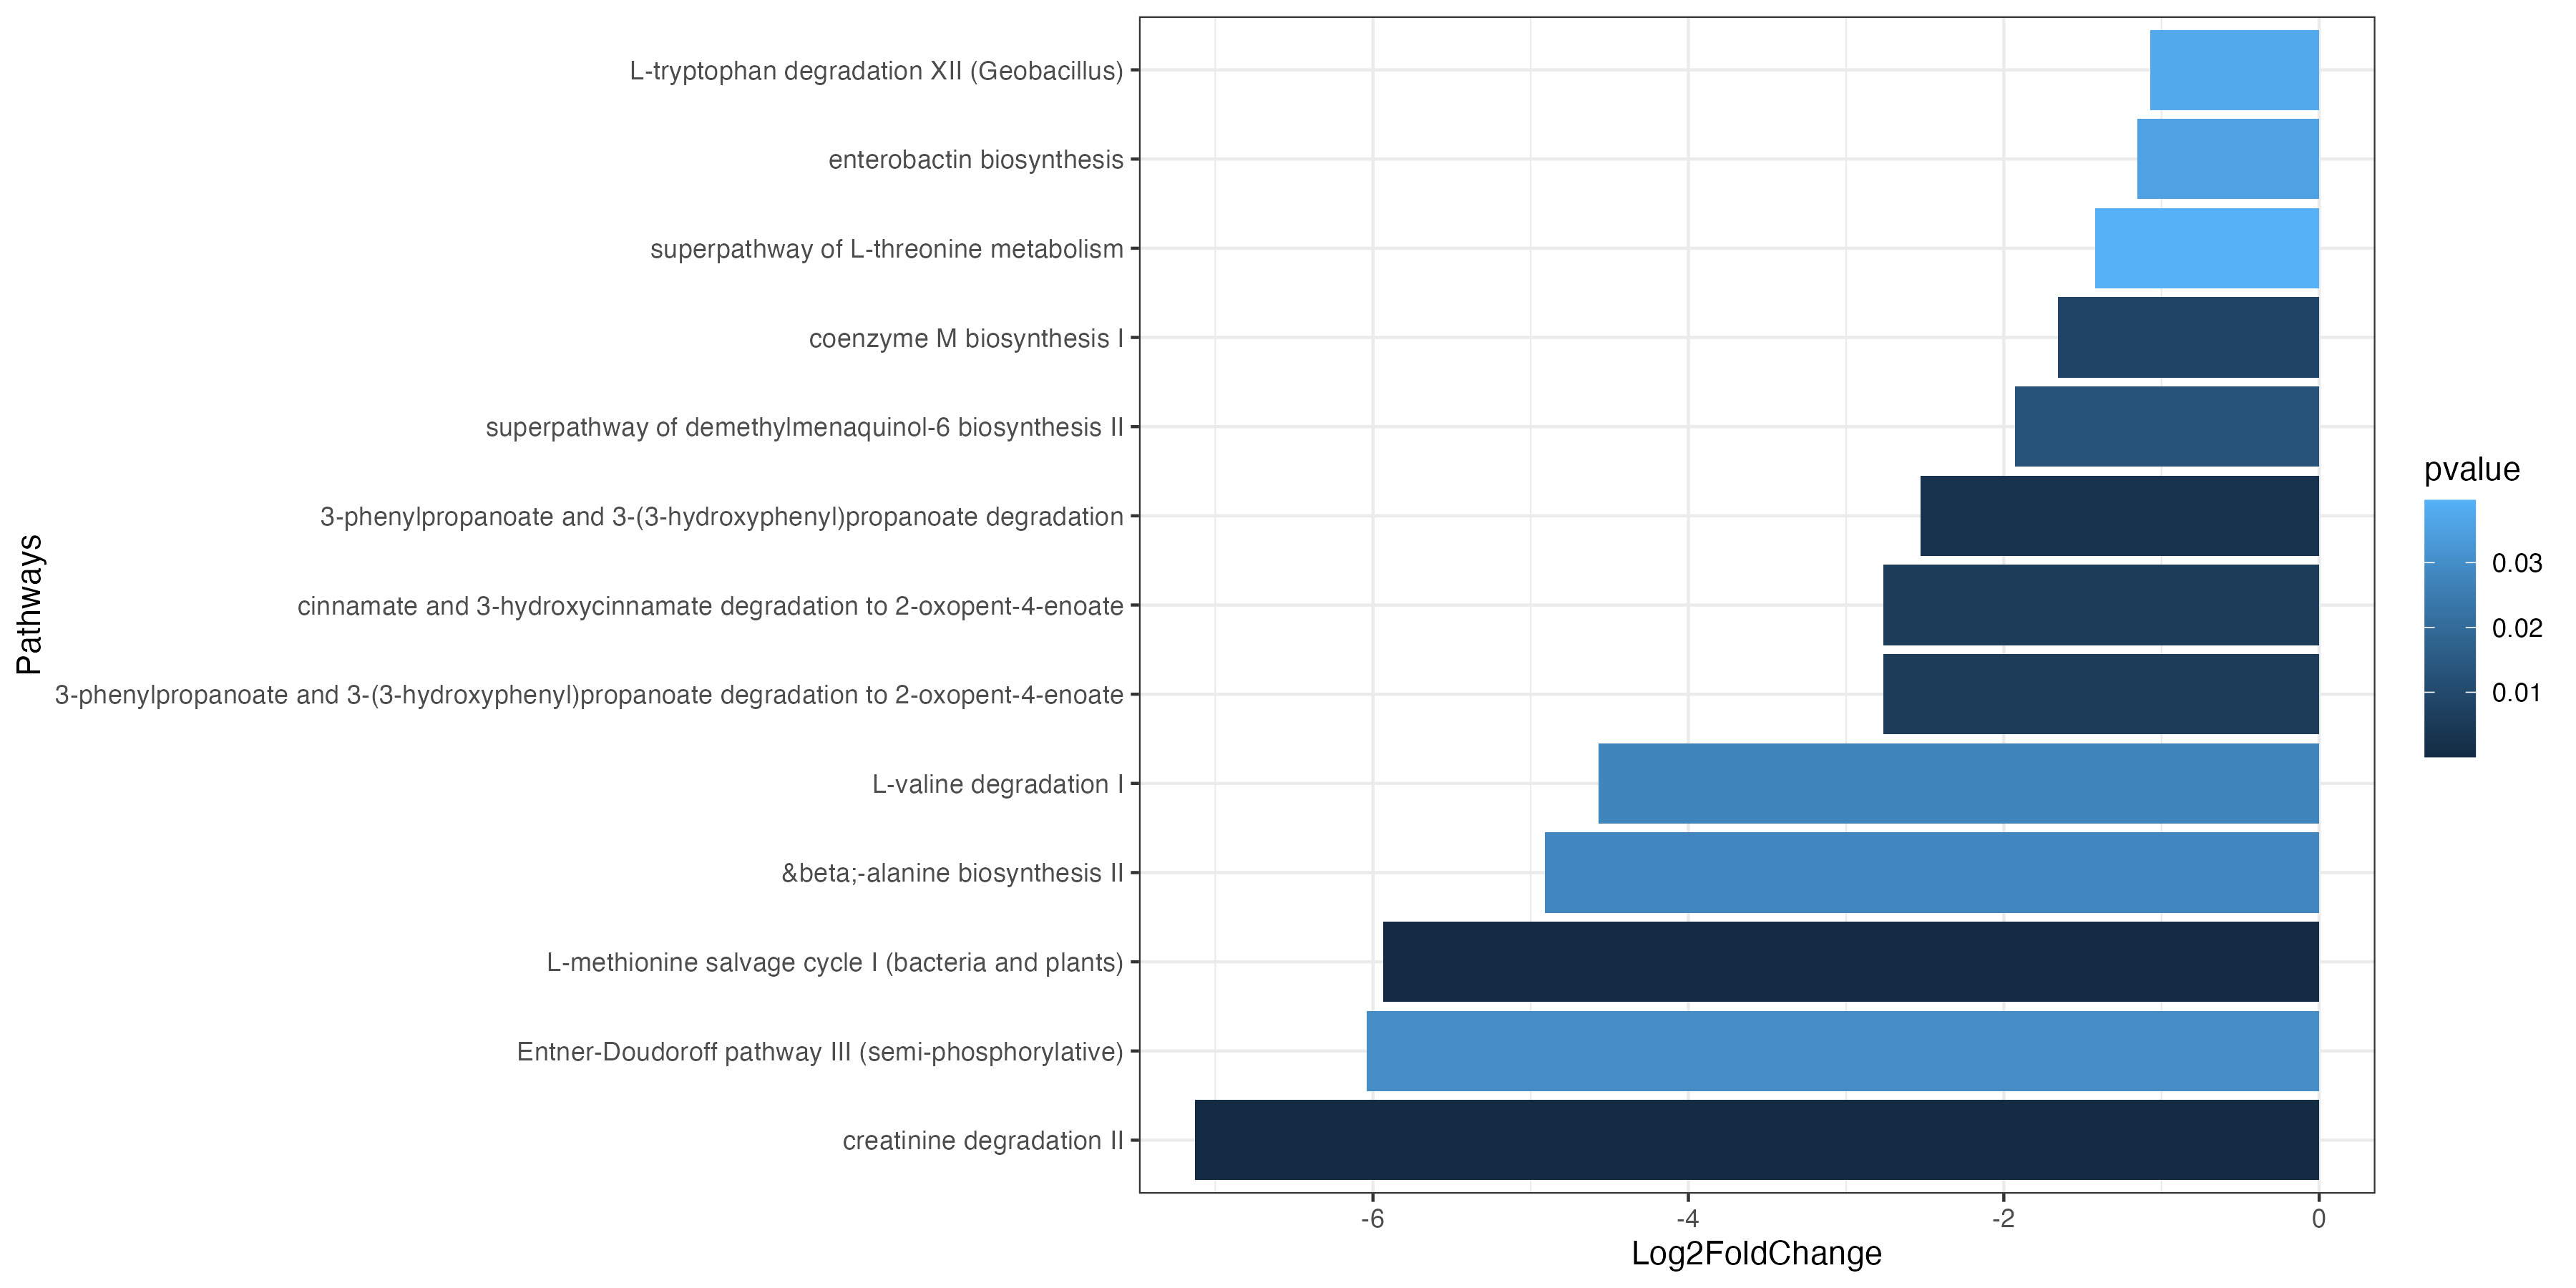 L-tryptophan degradation XII (Geobacillus)
enterobactin biosynthesis
superpathway of L-threonine metabolism
coenzyme M biosynthesis I
superpathway of demethylmenaquinol-6 biosynthesis II
3-phenylpropanoate and 3-(3-hydroxyphenyl)propanoate degradation
cinnamate and 3-hydroxycinnamate degradation to 2-oxopent-4-enoate
3-phenylpropanoate and 3-(3-hydroxyphenyl)propanoate degradation to 2-oxopent-4-enoate
L-valine degradation I
&beta;-alanine biosynthesis II
L-methionine salvage cycle I (bacteria and plants)
Entner-Doudoroff pathway III (semi-phosphorylative)
creatinine degradation II
Pathways
-6
-4
-2
0
Log2FoldChange
pvalue
0.03
0.02
0.01